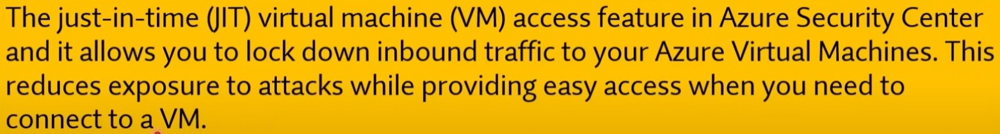 The just-in-time (JIT) virtual machine (VM) access feature in Azure Security Center
and it allows you to lock down inbound traffic to your Azure Virtual Machines. This
reduces exposure to attacks while providing easy access when you need to
connect to a VM.